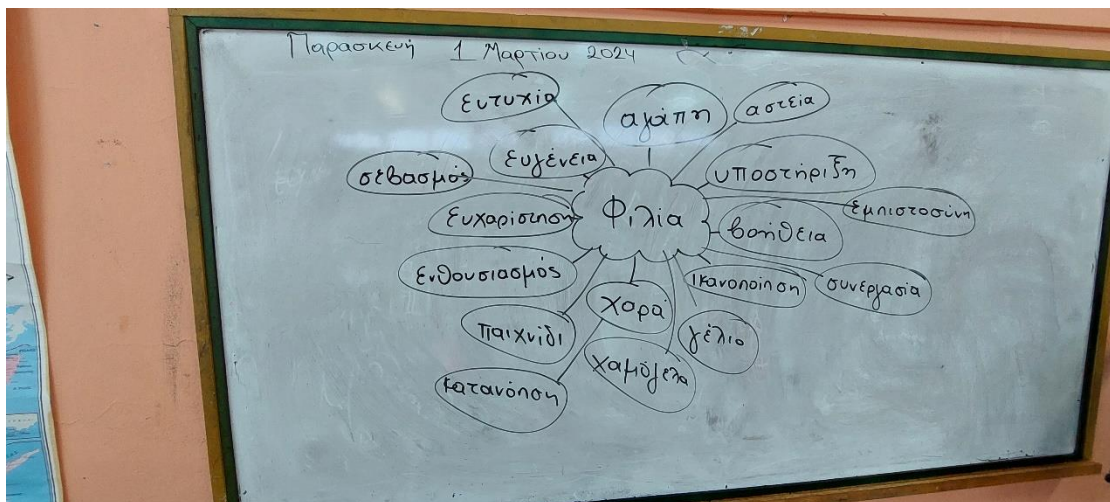 Παρασκευή 1 Μαρτίου 2024
ευτυχία
αγάπη
αστεία
ευγένεια
υποστήριξη
σεβασμός
εμπιστοσύνη
ευχαρίστηση
Φιλία
βοήθεια
ενθουσιασμός
ικανοποίηση
συνεργασία
χαρά
παιχνίδι
γέλιο
χαμόγελα
κατανόηση